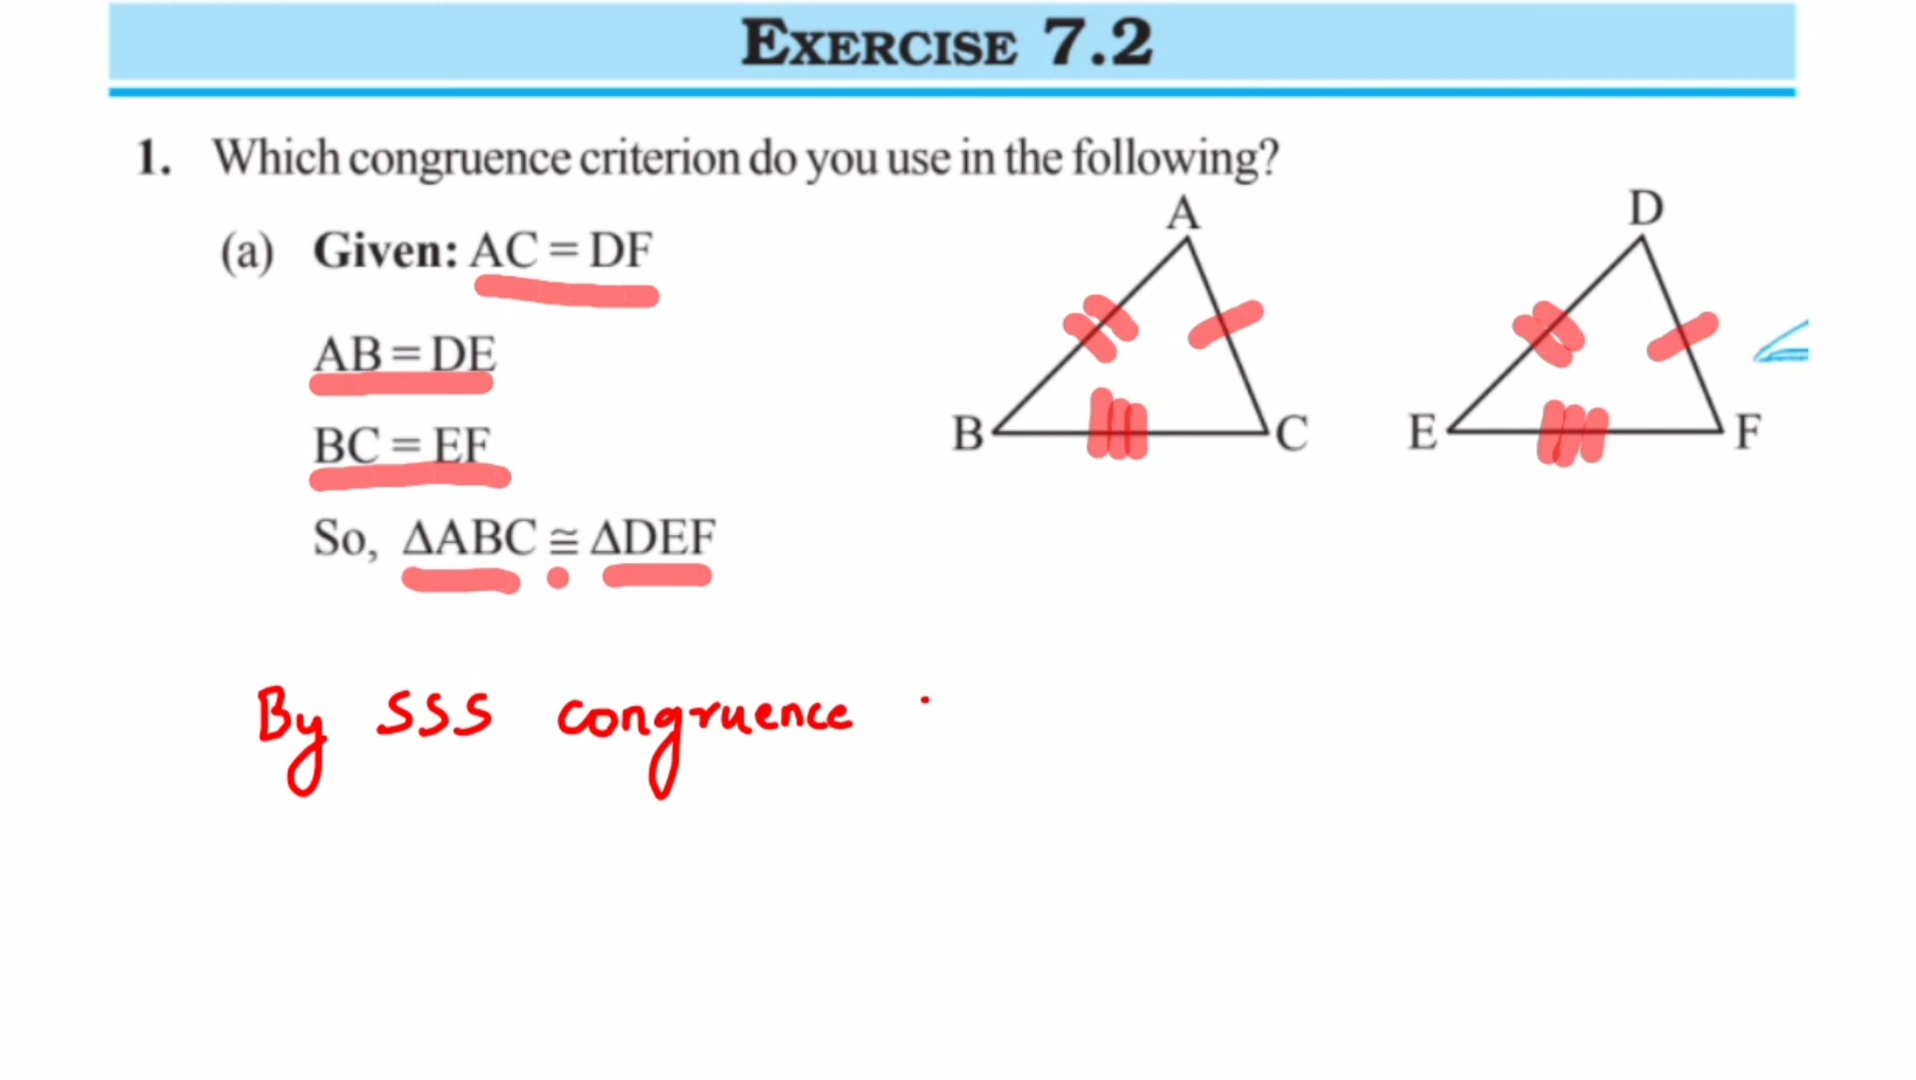 EXERCISE 7.2
1. Which congruence criterion do you use in the following?
(a) Given: AC = DF
AB = DE
BC = EF
So, ΔABC ≅ ΔDEF
A
B
C
D
E
F
By SSS congruence